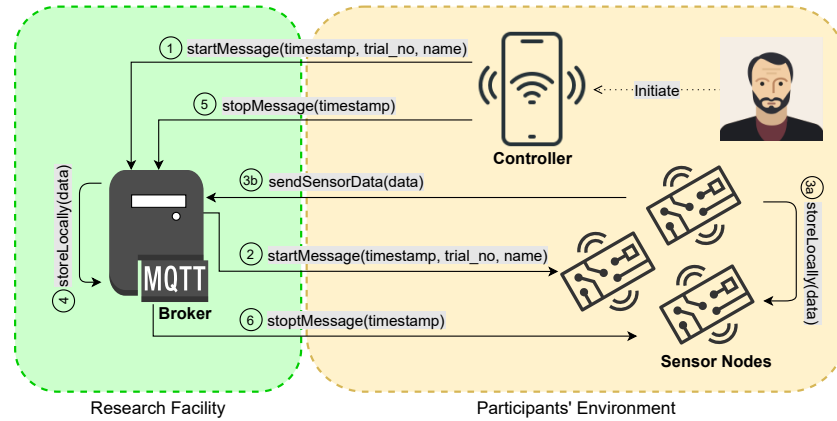 1 startMessage(timestamp, trial_no, name)
5 stopMessage(timestamp)
Initiate
Controller
3b sendSensorData(data)
3a storeLocally(data)
4 storeLocally(data)
2 startMessage(timestamp, trial_no, name)
MQTT
Broker
6 stoptMessage(timestamp)
Sensor Nodes
Research Facility
Participants' Environment